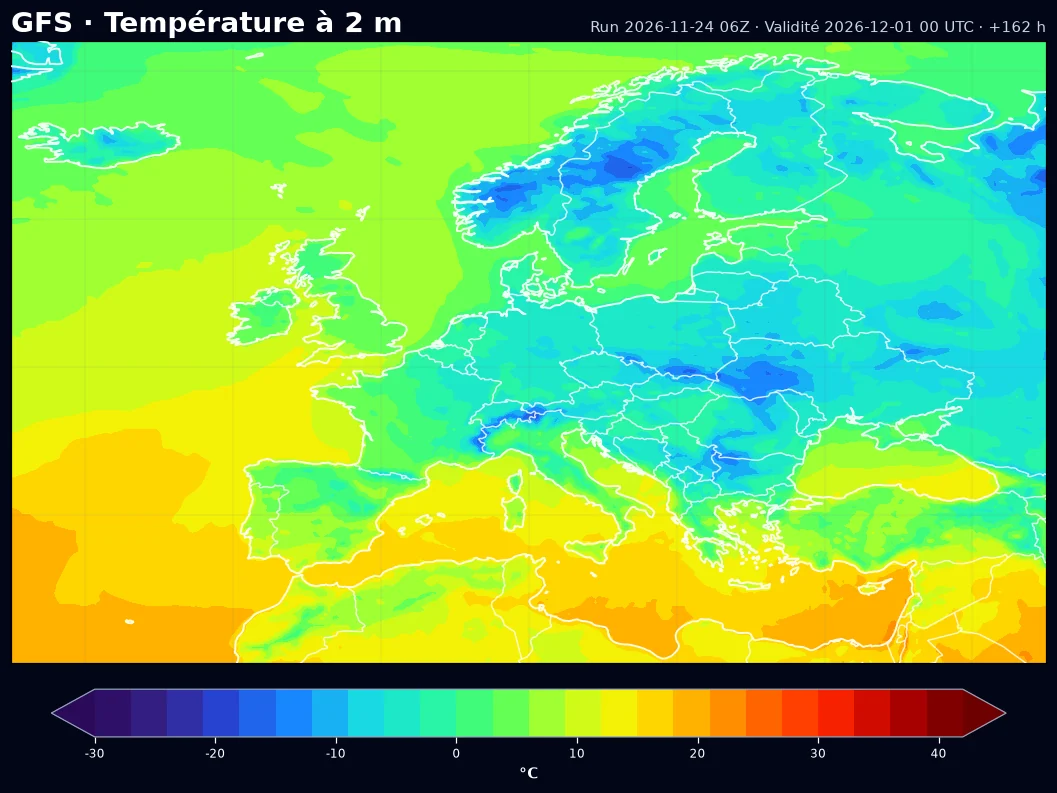 GFS · Température à 2 m
Run 2026-11-24 06Z · Validité 2026-12-01 00 UTC · +162 h
-30 -20 -10 0 10 20 30 40
°C